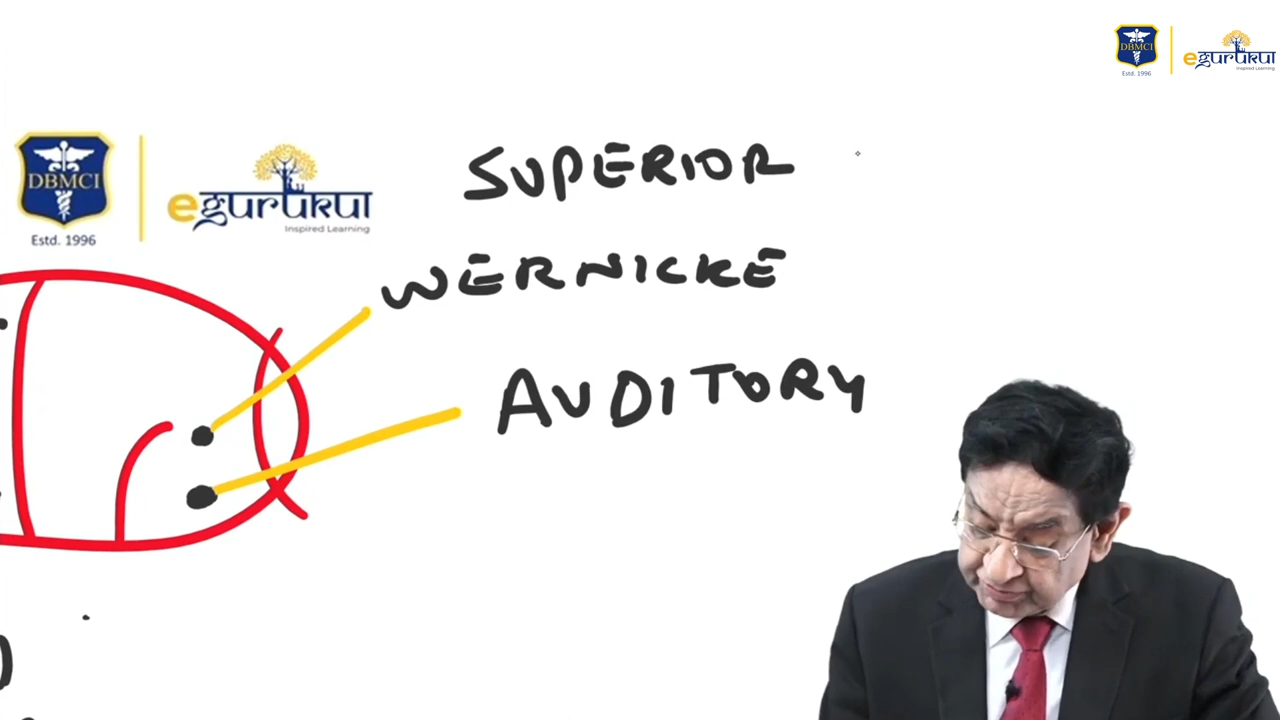 DBMCI
Estd. 1996
egurukul
Inspired Learning
DBMCI
Estd. 1996
egurukul
Inspired Learning
SUPERIOR
WERNICKE
AUDITORY